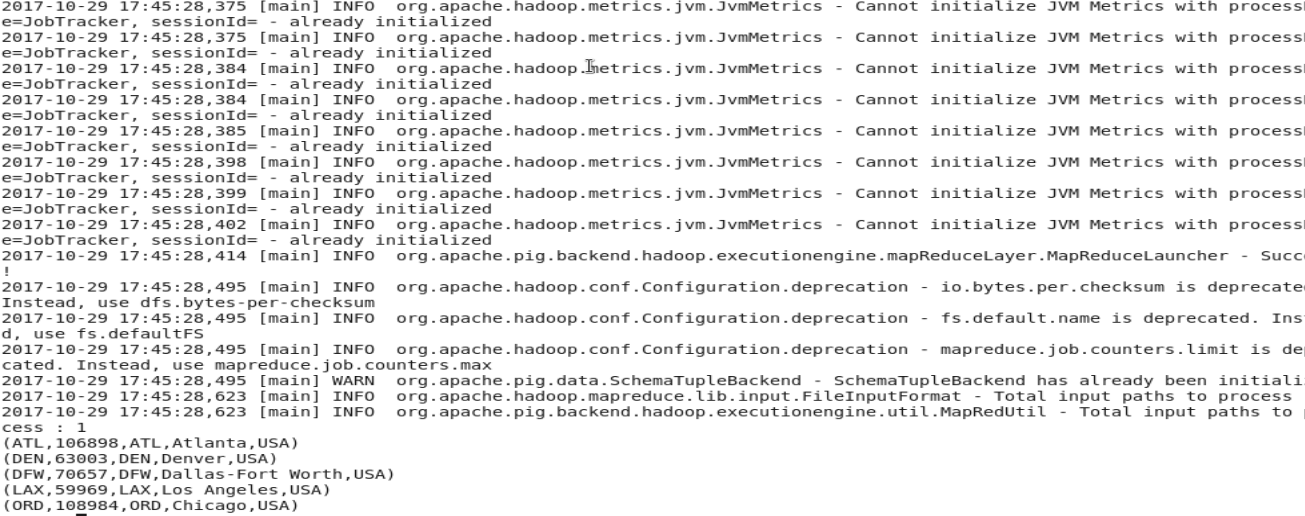 2017-10-29 17:45:28,375 [main] INFO  org.apache.hadoop.metrics.jvm.JvmMetrics - Cannot initialize JVM Metrics with process
e=JobTracker, sessionId= - already initialized
2017-10-29 17:45:28,375 [main] INFO  org.apache.hadoop.metrics.jvm.JvmMetrics - Cannot initialize JVM Metrics with process
e=JobTracker, sessionId= - already initialized
2017-10-29 17:45:28,384 [main] INFO  org.apache.hadoop.metrics.jvm.JvmMetrics - Cannot initialize JVM Metrics with process
e=JobTracker, sessionId= - already initialized
2017-10-29 17:45:28,384 [main] INFO  org.apache.hadoop.metrics.jvm.JvmMetrics - Cannot initialize JVM Metrics with process
e=JobTracker, sessionId= - already initialized
2017-10-29 17:45:28,385 [main] INFO  org.apache.hadoop.metrics.jvm.JvmMetrics - Cannot initialize JVM Metrics with process
e=JobTracker, sessionId= - already initialized
2017-10-29 17:45:28,398 [main] INFO  org.apache.hadoop.metrics.jvm.JvmMetrics - Cannot initialize JVM Metrics with process
e=JobTracker, sessionId= - already initialized
2017-10-29 17:45:28,399 [main] INFO  org.apache.hadoop.metrics.jvm.JvmMetrics - Cannot initialize JVM Metrics with process
e=JobTracker, sessionId= - already initialized
2017-10-29 17:45:28,402 [main] INFO  org.apache.hadoop.metrics.jvm.JvmMetrics - Cannot initialize JVM Metrics with process
e=JobTracker, sessionId= - already initialized
2017-10-29 17:45:28,414 [main] INFO  org.apache.pig.backend.hadoop.executionengine.mapReduceLayer.MapReduceLauncher - Succ
!
2017-10-29 17:45:28,495 [main] INFO  org.apache.hadoop.conf.Configuration.deprecation - io.bytes.per.checksum is deprecate
Instead, use dfs.bytes-per-checksum
2017-10-29 17:45:28,495 [main] INFO  org.apache.hadoop.conf.Configuration.deprecation - fs.default.name is deprecated. Ins
d, use fs.defaultFS
2017-10-29 17:45:28,495 [main] INFO  org.apache.hadoop.conf.Configuration.deprecation - mapreduce.job.counters.limit is dep
cated. Instead, use mapreduce.job.counters.max
2017-10-29 17:45:28,495 [main] WARN  org.apache.pig.data.SchemaTupleBackend - SchemaTupleBackend has already been initiali
2017-10-29 17:45:28,623 [main] INFO  org.apache.hadoop.mapreduce.lib.input.FileInputFormat - Total input paths to process
2017-10-29 17:45:28,623 [main] INFO  org.apache.pig.backend.hadoop.executionengine.util.MapRedUtil - Total input paths to p
cess : 1
(ATL,106898,ATL,Atlanta,USA)
(DEN,63003,DEN,Denver,USA)
(DFW,70657,DFW,Dallas-Fort Worth,USA)
(LAX,59969,LAX,Los Angeles,USA)
(ORD,108984,ORD,Chicago,USA)